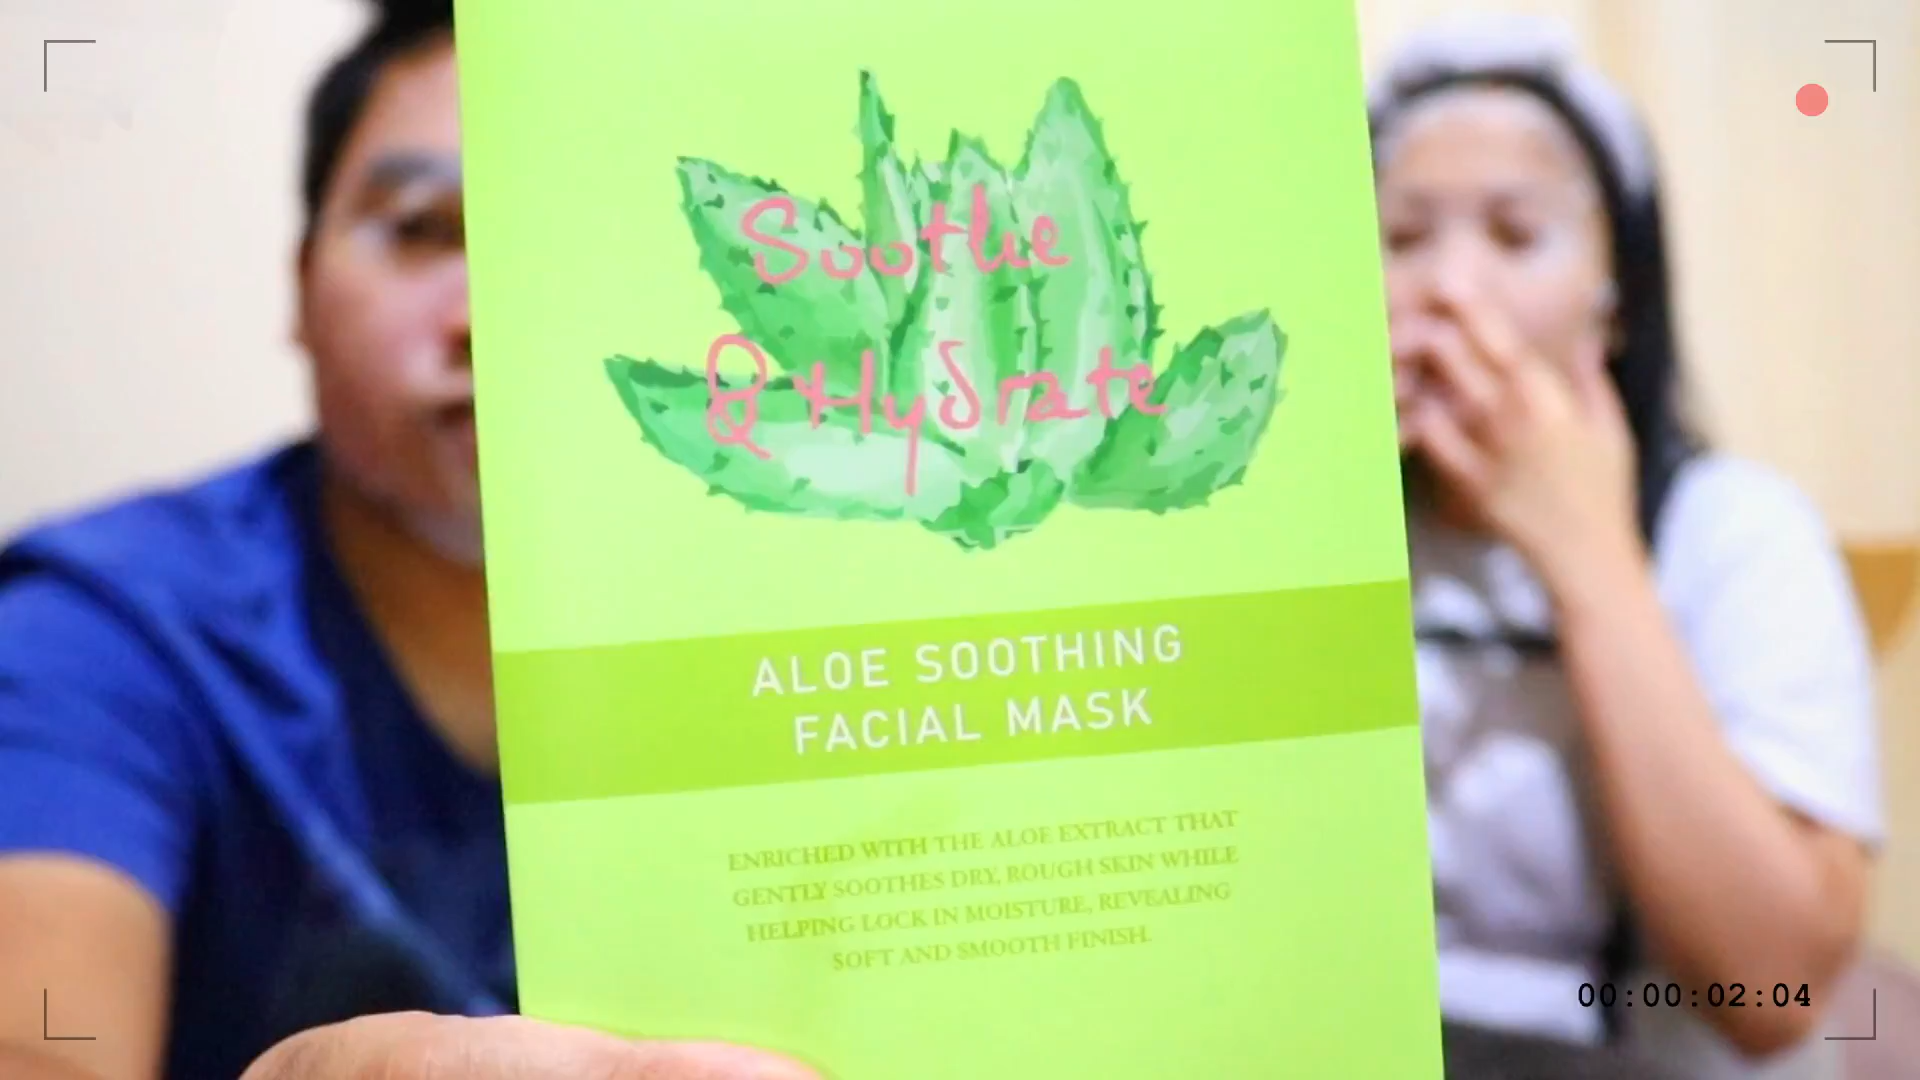 Soothe
& Hydrate
ALOE SOOTHING
FACIAL MASK
ENRICHED WITH THE ALOE EXTRACT THAT
GENTLY SOOTHES DRY, ROUGH SKIN WHILE
HELPING LOCK IN MOISTURE, REVEALING
SOFT AND SMOOTH FINISH.
00:00:02:04